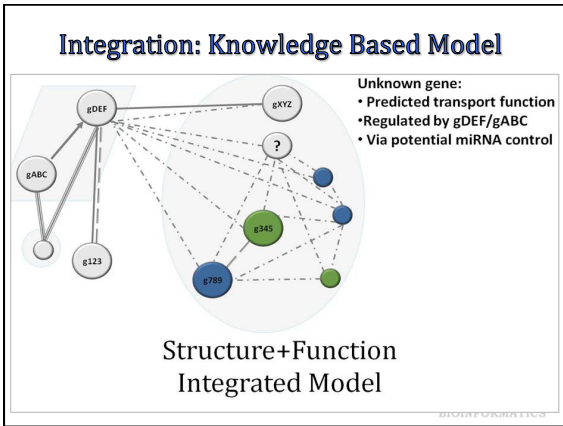 Integration: Knowledge Based Model
Unknown gene:
• Predicted transport function
•Regulated by gDEF/gABC
• Via potential miRNA control
gDEF
gXYZ
?
gABC
g345
g123
g789
Structure+Function
Integrated Model
BIOINFORMATICS